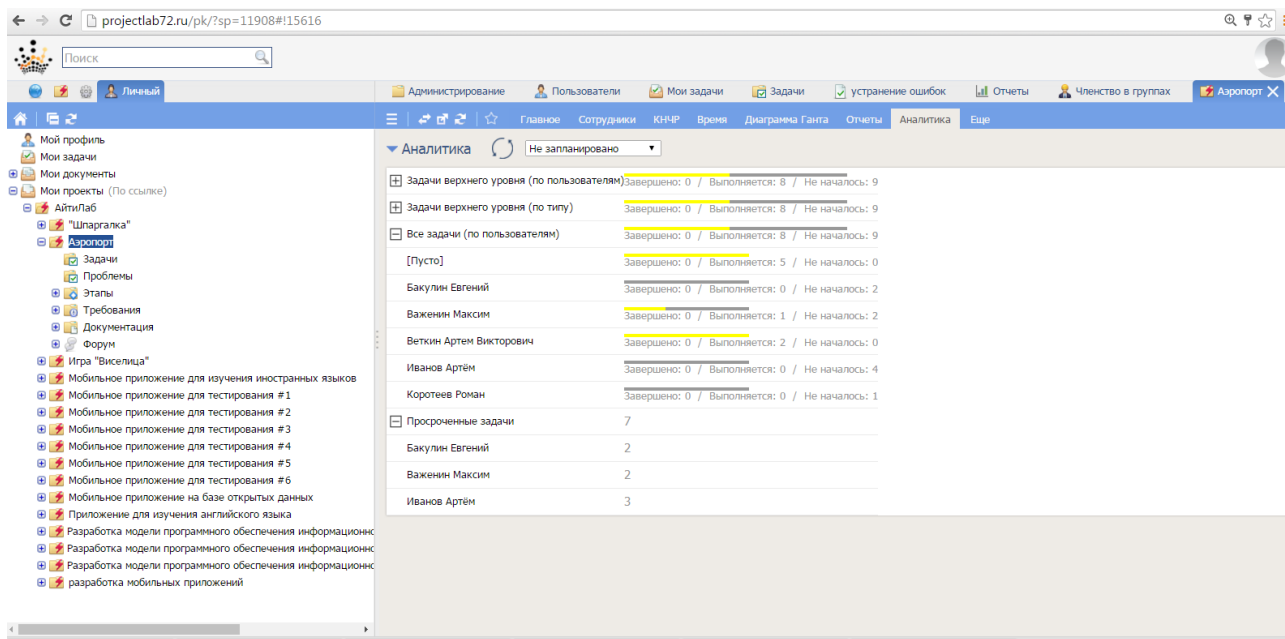 projectlab72.ru/pk/?sp=11908#!15616
Поиск
Личный
Администрирование Пользователи Мои задачи Задачи устранение ошибок Отчеты Членство в группах Аэропорт
Главное Сотрудники КНЧР Время Диаграмма Ганта Отчеты Аналитика Еще
Мой профиль
Мои задачи
Мои документы
Мои проекты (По ссылке)
АйтиЛаб
"Шпаргалка"
Аэропорт
Задачи
Проблемы
Этапы
Требования
Документация
Форум
Игра "Виселица"
Мобильное приложение для изучения иностранных языков
Мобильное приложение для тестирования #1
Мобильное приложение для тестирования #2
Мобильное приложение для тестирования #3
Мобильное приложение для тестирования #4
Мобильное приложение для тестирования #5
Мобильное приложение для тестирования #6
Мобильное приложение на базе открытых данных
Приложение для изучения английского языка
Разработка модели программного обеспечения информационно
Разработка модели программного обеспечения информационно
Разработка модели программного обеспечения информационно
разработка мобильных приложений
Аналитика Не запланировано
Задачи верхнего уровня (по пользователям) Завершено: 0 / Выполняется: 8 / Не началось: 9
Задачи верхнего уровня (по типу) Завершено: 0 / Выполняется: 8 / Не началось: 9
Все задачи (по пользователям) Завершено: 0 / Выполняется: 8 / Не началось: 9
[Пусто] Завершено: 0 / Выполняется: 5 / Не началось: 0
Бакулин Евгений Завершено: 0 / Выполняется: 0 / Не началось: 2
Важенин Максим Завершено: 0 / Выполняется: 1 / Не началось: 2
Веткин Артем Викторович Завершено: 0 / Выполняется: 2 / Не началось: 0
Иванов Артём Завершено: 0 / Выполняется: 0 / Не началось: 4
Коротеев Роман Завершено: 0 / Выполняется: 0 / Не началось: 1
Просроченные задачи 7
Бакулин Евгений 2
Важенин Максим 2
Иванов Артём 3